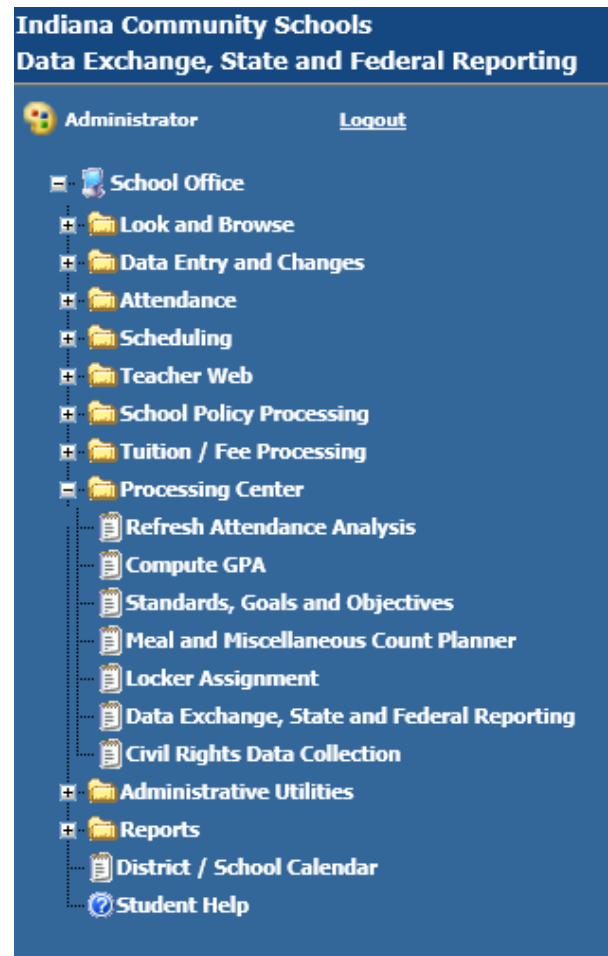 Indiana Community Schools
Data Exchange, State and Federal Reporting
Administrator Logout
School Office
Look and Browse
Data Entry and Changes
Attendance
Scheduling
Teacher Web
School Policy Processing
Tuition / Fee Processing
Processing Center
Refresh Attendance Analysis
Compute GPA
Standards, Goals and Objectives
Meal and Miscellaneous Count Planner
Locker Assignment
Data Exchange, State and Federal Reporting
Civil Rights Data Collection
Administrative Utilities
Reports
District / School Calendar
Student Help